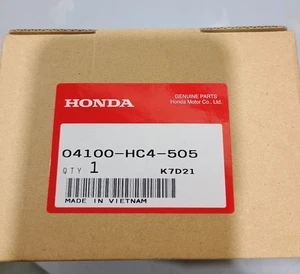 HONDA
GENUINE PARTS
Honda Motor Co., Ltd.
04100-HC4-505
QTY 1 K7D21
MADE IN VIETNAM